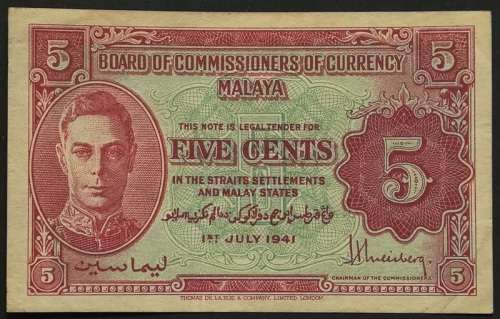 5
5
BOARD OF COMMISSIONERS OF CURRENCY
MALAYA
THIS NOTE IS LEGAL TENDER FOR
FIVE CENTS
5
IN THE STRAITS SETTLEMENTS
AND MALAY STATES
1ST JULY 1941
ليما سين
CHAIRMAN OF THE COMMISSIONERS.
5
5
THOMAS DE LA RUE & COMPANY, LIMITED, LONDON.